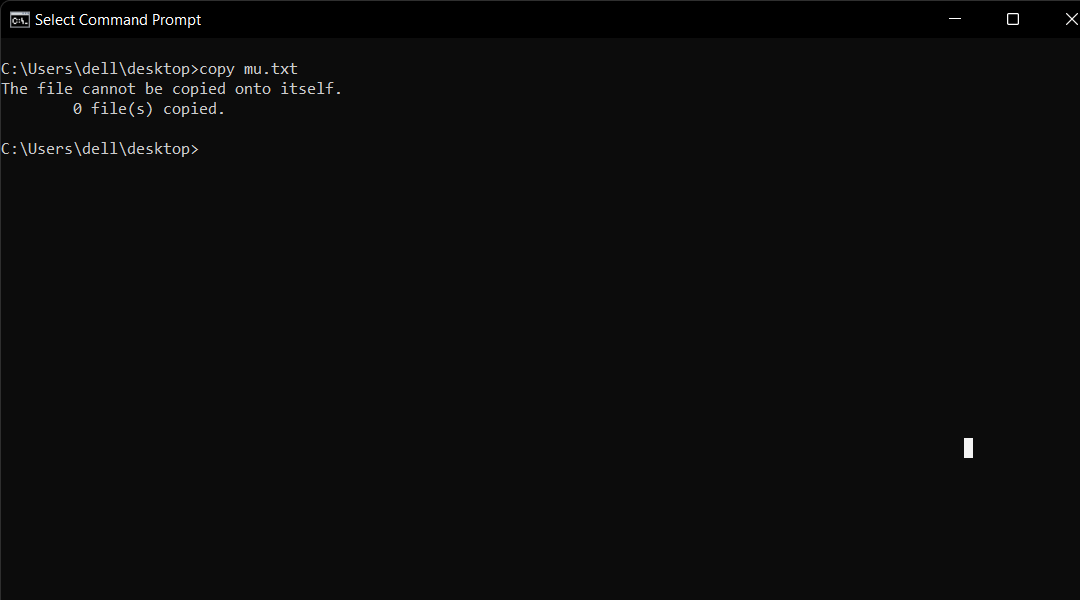 Select Command Prompt
C:\Users\dell\desktop>copy mu.txt
The file cannot be copied onto itself.
        0 file(s) copied.
C:\Users\dell\desktop>